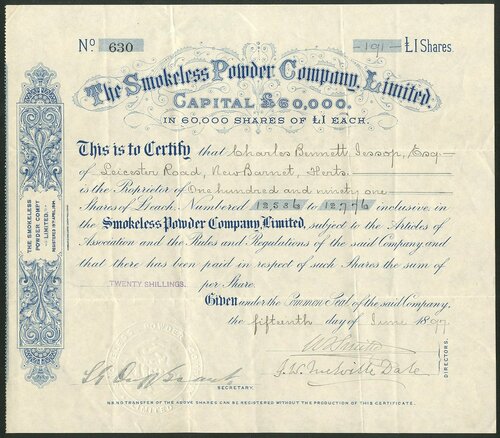 No 630
-191- £1 Shares.
The Smokeless Powder Company, Limited.
CAPITAL £60,000.
IN 60,000 SHARES OF £1 EACH.
This is to Certify that Charles Bennett Jessop, Esq
of Leicester Road, New Barnet, Herts.
is the Proprietor of One hundred and ninety one
Shares of £1 each, Numbered 12586 to 12776 inclusive, in
the Smokeless Powder Company, Limited, subject to the Articles of
Association and the Rules and Regulations of the said Company and
that there has been paid in respect of such Shares the sum of
TWENTY SHILLINGS. per Share.
Given under the Common Seal of the said Company,
the fifteenth day of June 1897
J. W. Melville Dale
DIRECTORS.
SECRETARY.
N.B. NO TRANSFER OF THE ABOVE SHARES CAN BE REGISTERED WITHOUT THE PRODUCTION OF THIS CERTIFICATE.
THE SMOKELESS
POWDER COMPY
LIMITED.